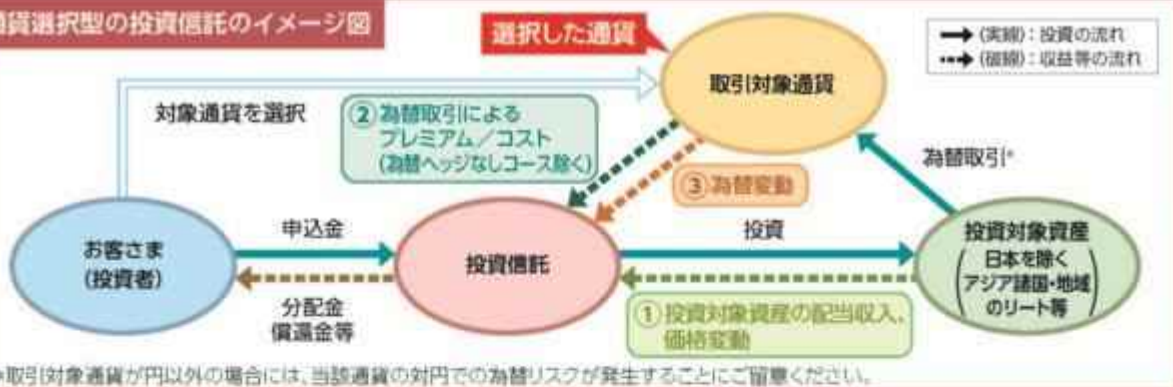 通貨選択型の投資信託のイメージ図
選択した通貨
(実線):投資の流れ
(破線):収益等の流れ
取引対象通貨
対象通貨を選択
②為替取引による
プレミアム/コスト
(為替ヘッジなしコース除く)
為替取引*
③為替変動
お客さま
(投資者)
申込金
投資信託
投資
投資対象資産
日本を除く
アジア諸国・地域
のリート等
分配金
償還金等
①投資対象資産の配当収入、
価格変動
*取引対象通貨が円以外の場合には、当該通貨の対円での為替リスクが発生することにご留意ください。